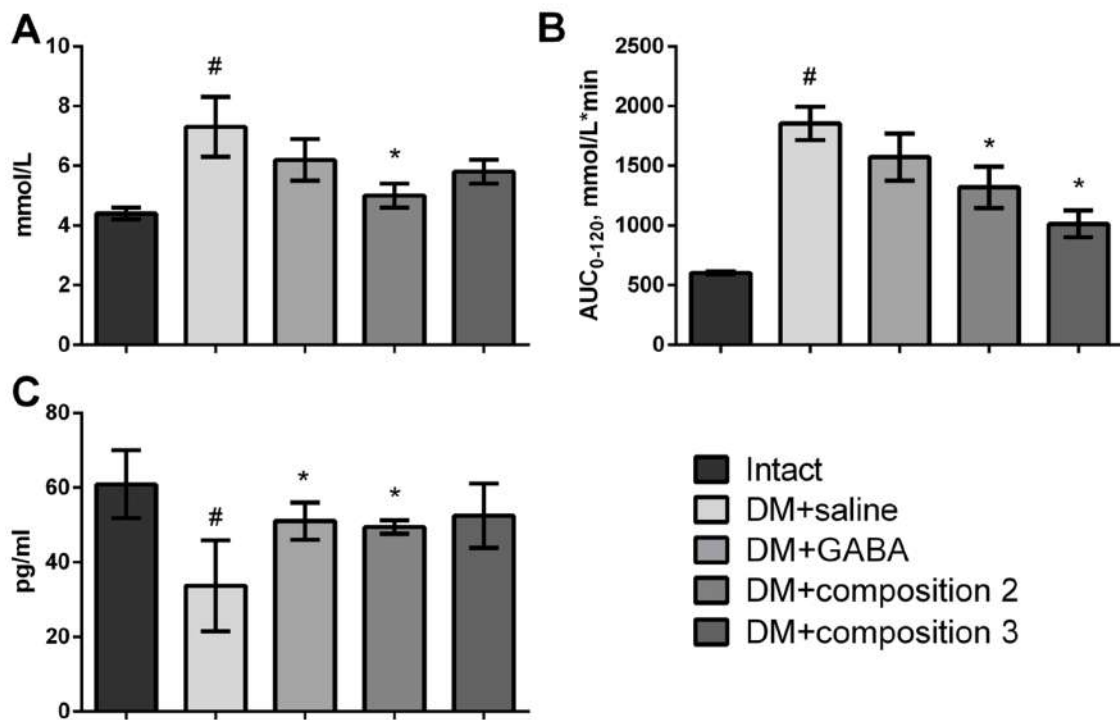 A
10
8
6
4
2
0
mmol/L
#
*
B
2500
2000
1500
1000
500
0
AUC0-120, mmol/L*min
#
*
*
C
80
60
40
20
0
pg/ml
#
*
*
Intact
DM+saline
DM+GABA
DM+composition 2
DM+composition 3